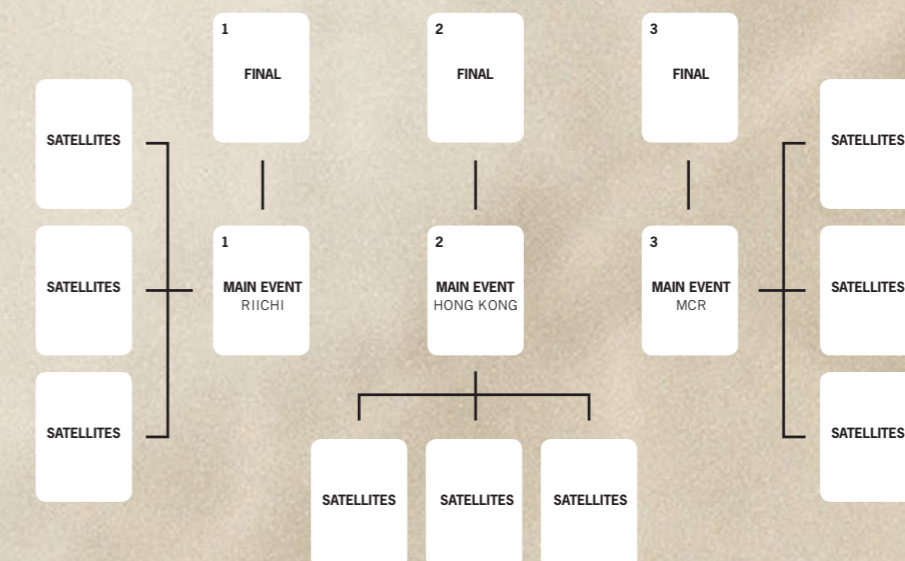 1
FINAL
2
FINAL
3
FINAL
SATELLITES
SATELLITES
SATELLITES
1
MAIN EVENT
RIICHI
2
MAIN EVENT
HONG KONG
3
MAIN EVENT
MCR
SATELLITES
SATELLITES
SATELLITES
SATELLITES
SATELLITES
SATELLITES